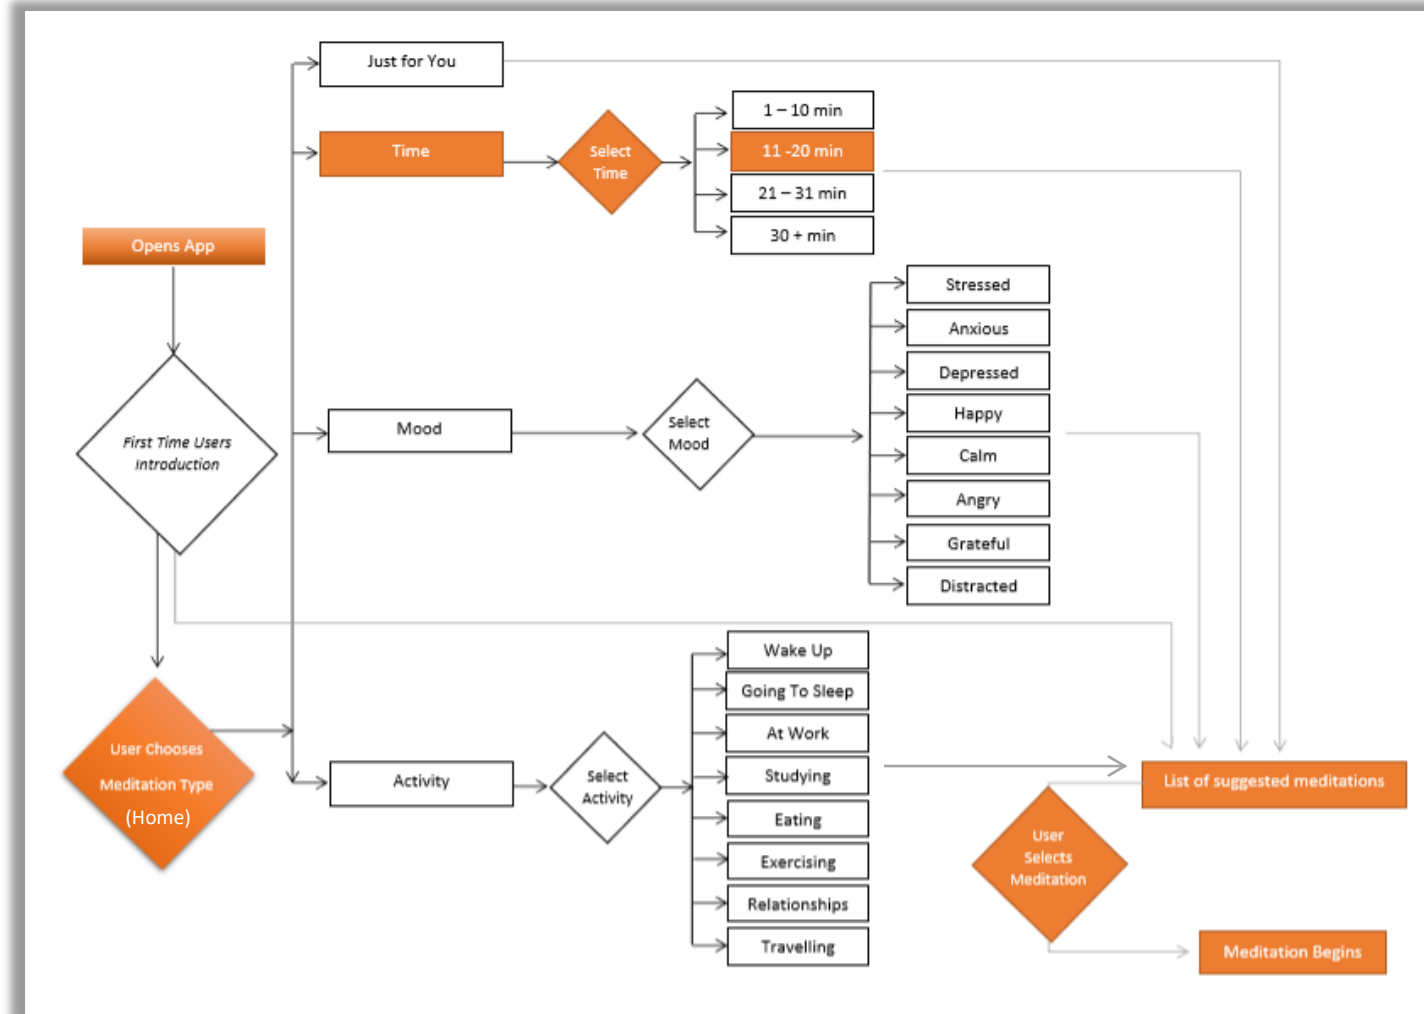 Just for You
Time
Select
Time
1 – 10 min
11 -20 min
21 – 31 min
30 + min
Opens App
First Time Users
Introduction
Mood
Select
Mood
Stressed
Anxious
Depressed
Happy
Calm
Angry
Grateful
Distracted
User Chooses
Meditation Type
(Home)
Activity
Select
Activity
Wake Up
Going To Sleep
At Work
Studying
Eating
Exercising
Relationships
Travelling
List of suggested meditations
User
Selects
Meditation
Meditation Begins